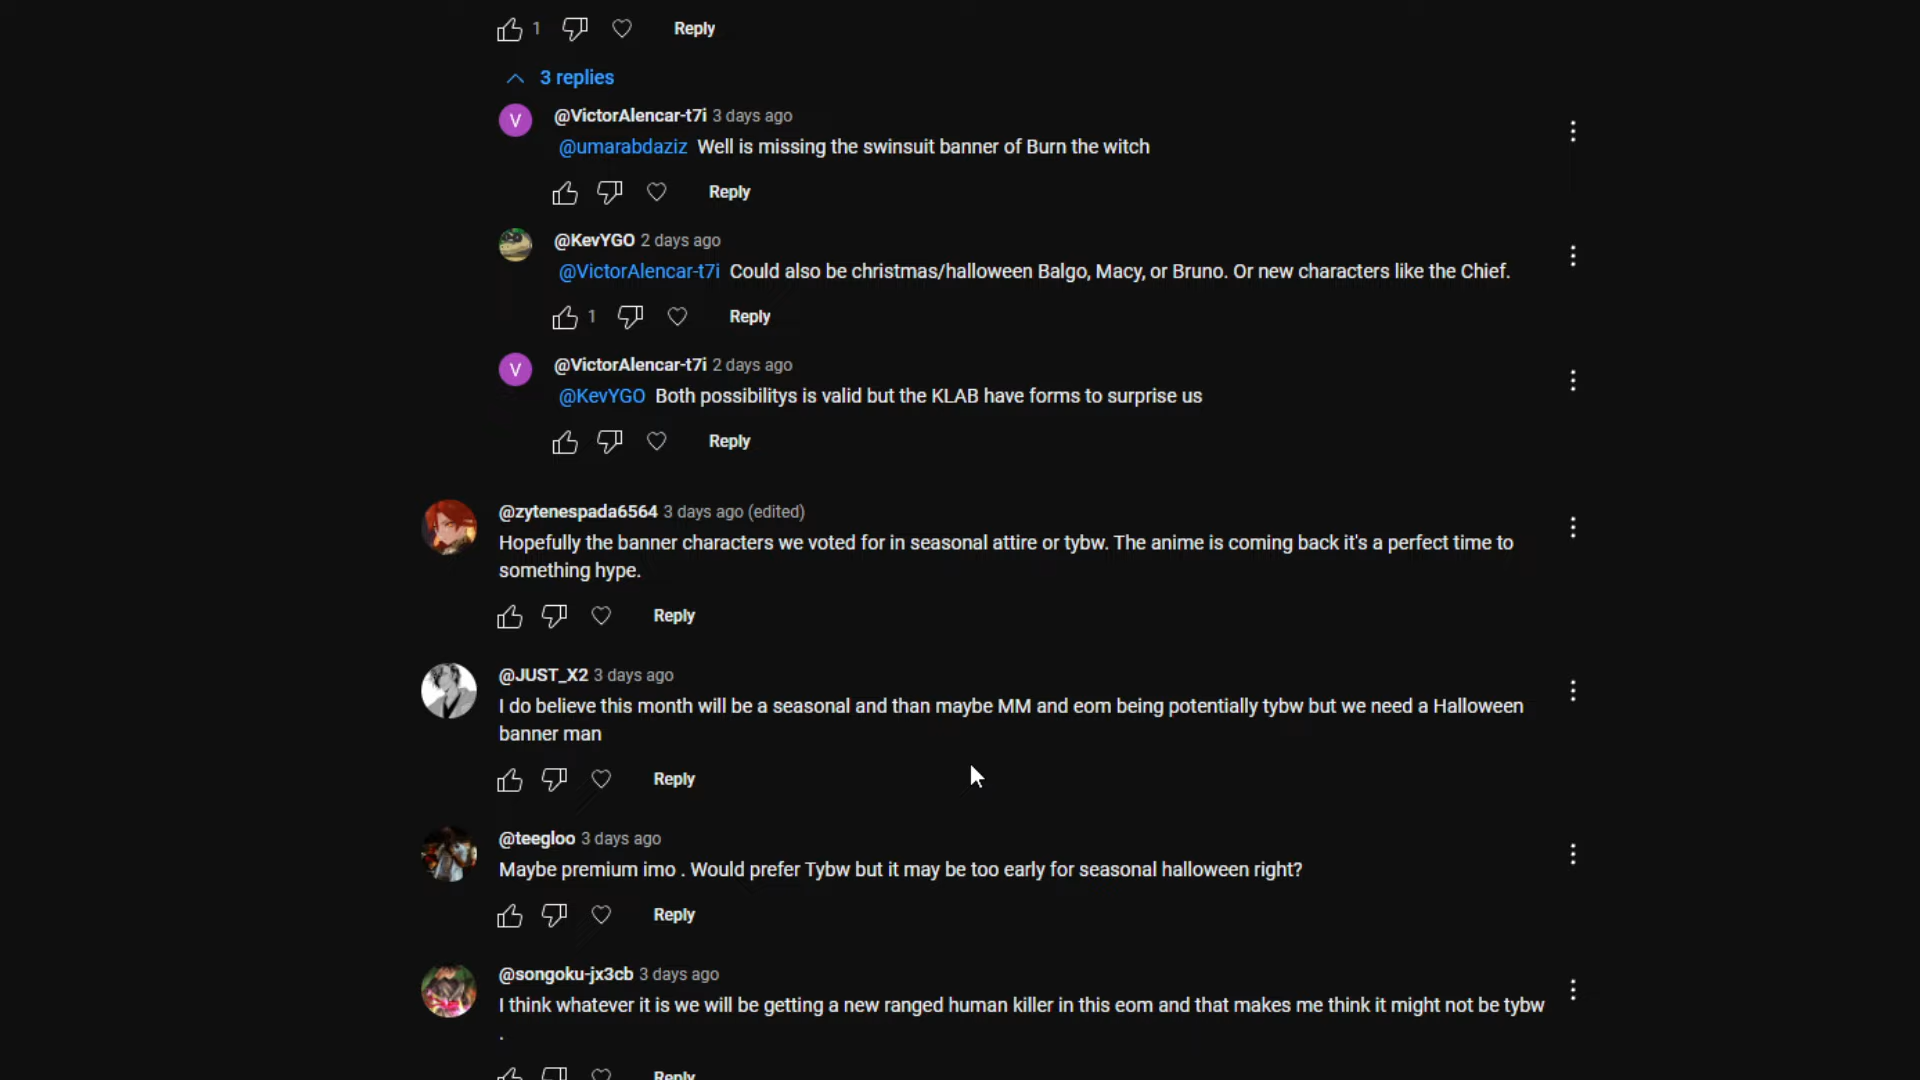 1 Reply
3 replies
@VictorAlencar-t7i 3 days ago
@umarabdaziz Well is missing the swinsuit banner of Burn the witch
Reply
@KevYGO 2 days ago
@VictorAlencar-t7i Could also be christmas/halloween Balgo, Macy, or Bruno. Or new characters like the Chief.
1 Reply
V
@VictorAlencar-t7i 2 days ago
@KevYGO Both possibilitys is valid but the KLAB have forms to surprise us
Reply
@zytenespada6564 3 days ago (edited)
Hopefully the banner characters we voted for in seasonal attire or tybw. The anime is coming back it's a perfect time to
something hype.
Reply
@JUST_X2 3 days ago
I do believe this month will be a seasonal and than maybe MM and eom being potentially tybw but we need a Halloween
banner man
Reply
@teegloo 3 days ago
Maybe premium imo . Would prefer Tybw but it may be too early for seasonal halloween right?
Reply
@songoku-jx3cb 3 days ago
I think whatever it is we will be getting a new ranged human killer in this eom and that makes me think it might not be tybw
.
Reply